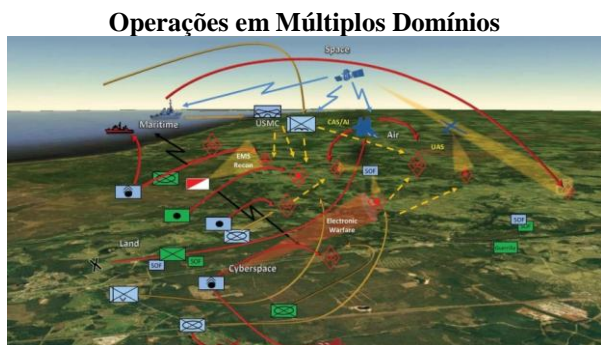 Operações em Múltiplos Domínios
Space
Maritime
USMC
CAS/AI
Air
UAS
EMS
Recon
SOF
SOF
Electronic
Warfare
Land
SOF
SOF
Cyberspace